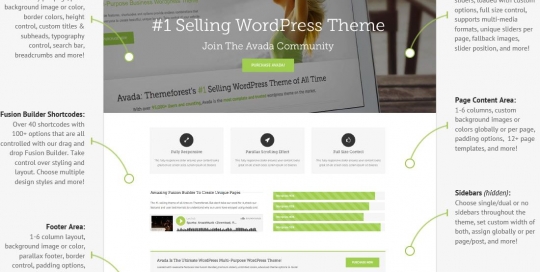 background image or color,
border colors, height
control, custom titles &
subheads, typography
control, search bar,
breadcrumbs and more!
Fusion Builder Shortcodes:
Over 40 shortcodes with
100+ options that are all
controlled with our drag and
drop Fusion Builder. Take
control over styling and
layout. Choose multiple
design styles and more!
Footer Area:
1-6 column layout,
background image or color,
parallax footer, border
control, padding options,
#1 Selling WordPress Theme
Join The Avada Community
PURCHASE AVADA!
Avada: Themeforest's #1 Selling WordPress Theme of All Time
Fully Responsive
Parallax Scrolling Effect
Full Size Content
Amazing Fusion Builder To Create Unique Pages
Avada Is The Ultimate WordPress Multi-Purpose WordPress Theme!
sliders, loaded with custom
options, full size control,
supports multi-media
formats, unique sliders per
page, fallback images,
slider position, and more!
Page Content Area:
1-6 columns, custom
background images or
colors globally or per page,
padding options, 12+ page
templates, and more!
Sidebars (hidden):
Choose single/dual or no
sidebars throughout the
theme, set custom width of
both, assign globally or per
page/post, and more!